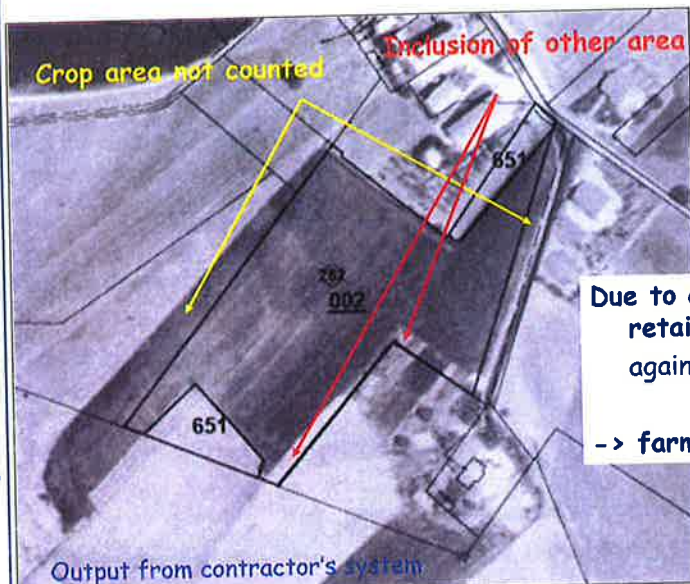 Inclusion of other area
Crop area not counted
651
262
002
Due to
retai
again
651
-> farm
Output from contractor's system